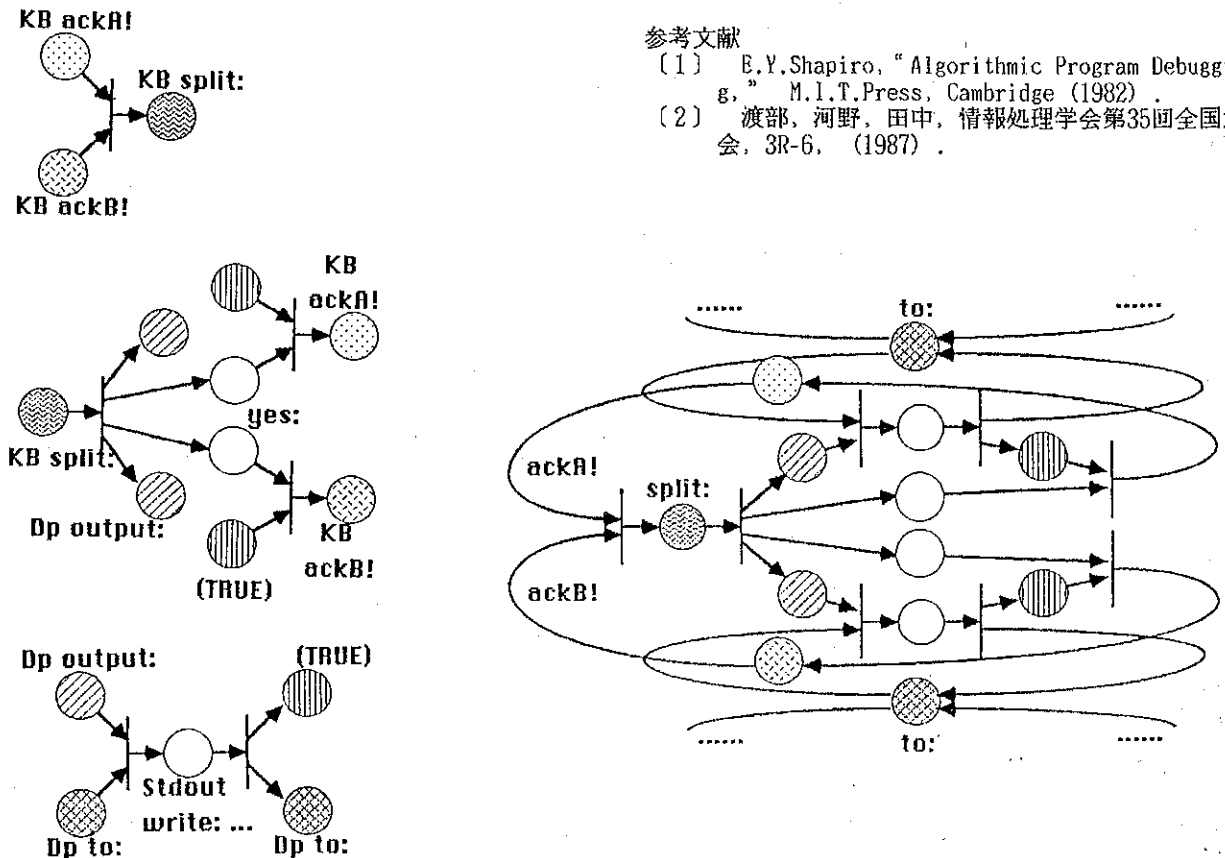 KB ackA!
KB split:
KB ackB!
参考文献
〔1〕 E.Y.Shapiro, “Algorithmic Program Debugg
g,” M.I.T.Press, Cambridge (1982) .
〔2〕 渡部, 河野, 田中, 情報処理学会第35回全国
会, 3R-6, (1987) .
KB
ackA!
yes:
KB split:
Dp output:
KB
ackB!
(TRUE)
Dp output:
(TRUE)
Stdout
write: ...
Dp to:
Dp to:
......
to:
......
ackA!
split:
ackB!
......
to:
......